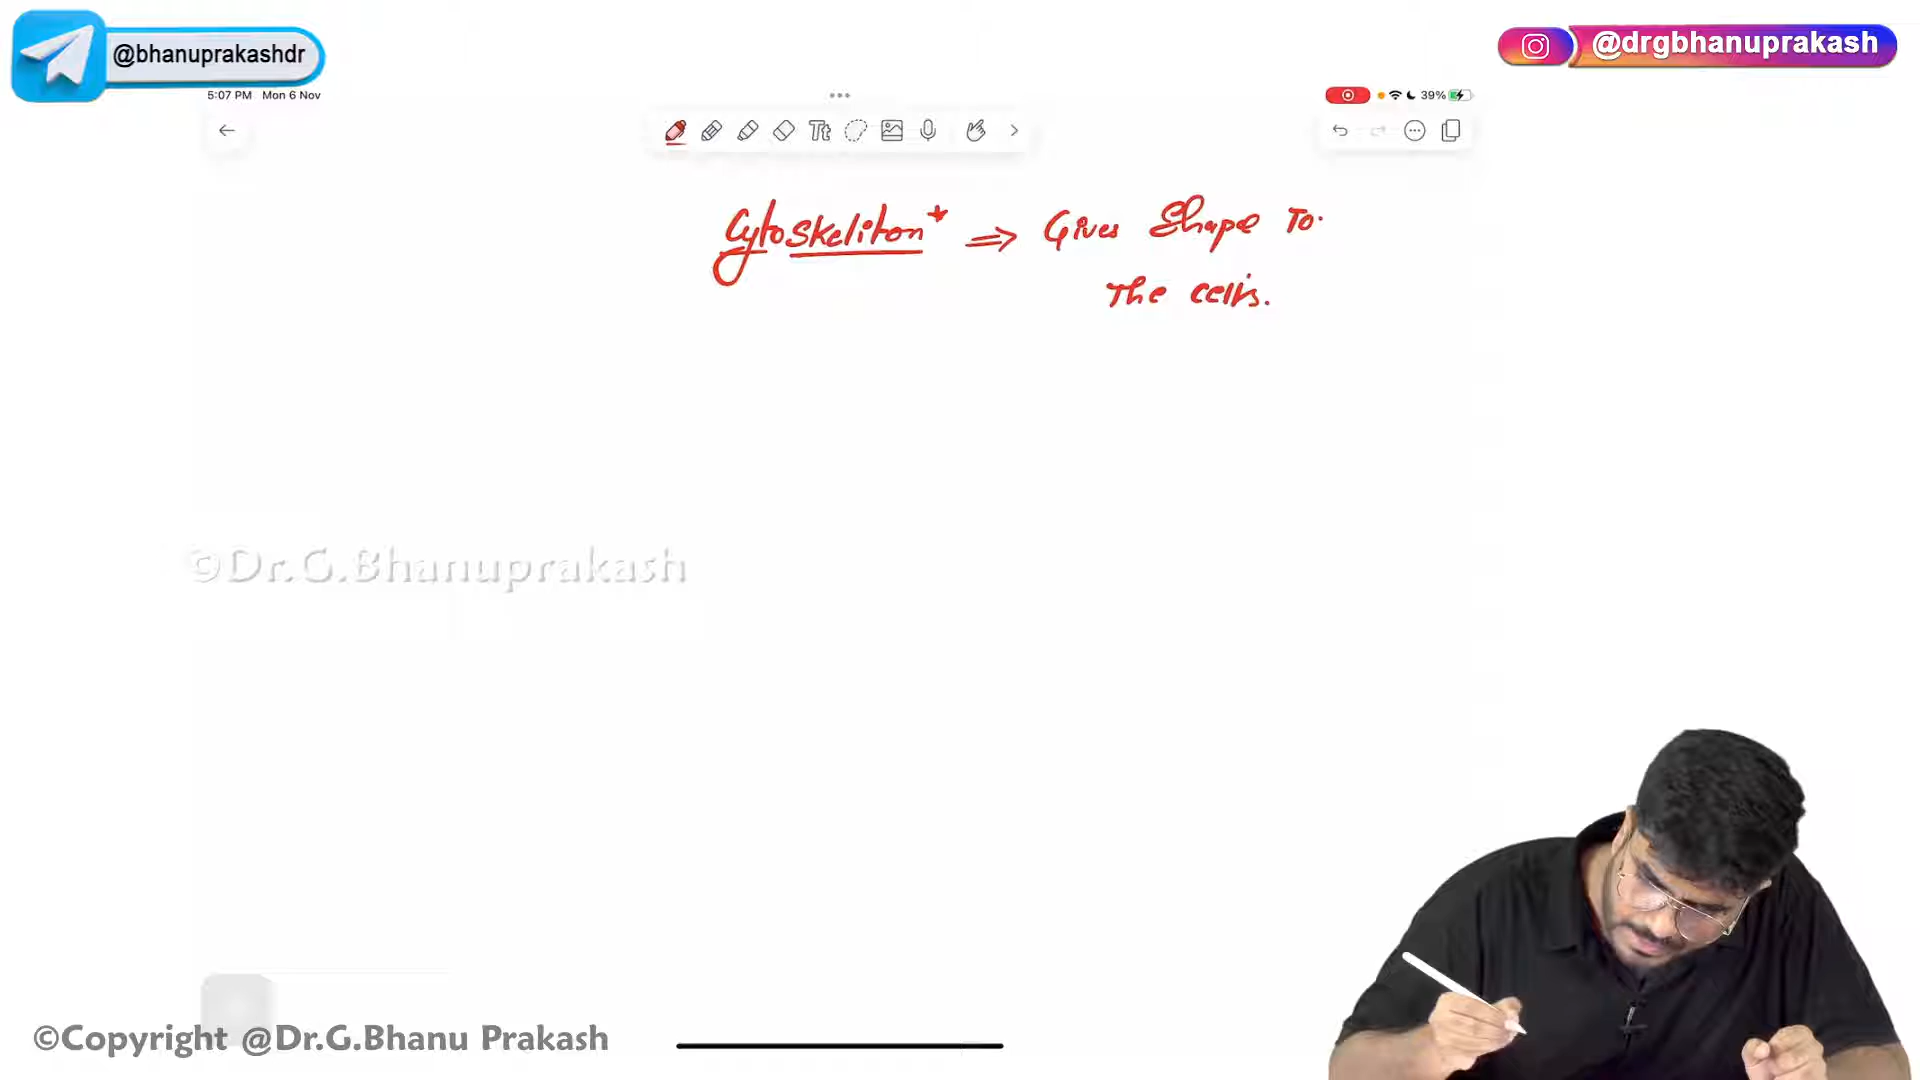 @bhanuprakashdr
@drgbhanuprakash
5:07 PM Mon 6 Nov
39%
Tt
Cytoskeliton* ⇒ Gives Shape To
The cells.
©Dr.G.Bhanuprakash
©Copyright @Dr.G.Bhanu Prakash